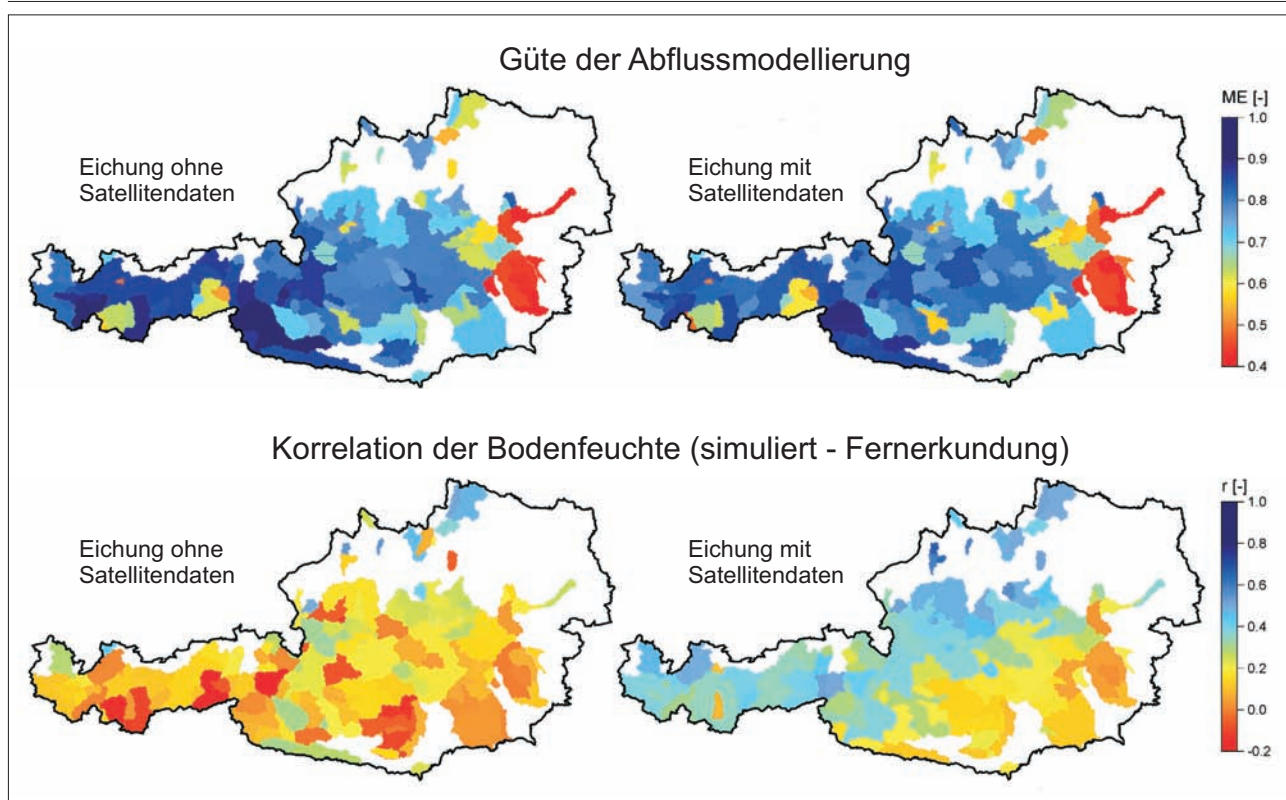 Güte der Abflussmodellierung
Eichung ohne
Satellitendaten
Eichung mit
Satellitendaten
ME [-]
1.0
0.9
0.8
0.7
0.6
0.5
0.4
Korrelation der Bodenfeuchte (simuliert - Fernerkundung)
Eichung ohne
Satellitendaten
Eichung mit
Satellitendaten
r [-]
1.0
0.8
0.6
0.4
0.2
0.0
-0.2